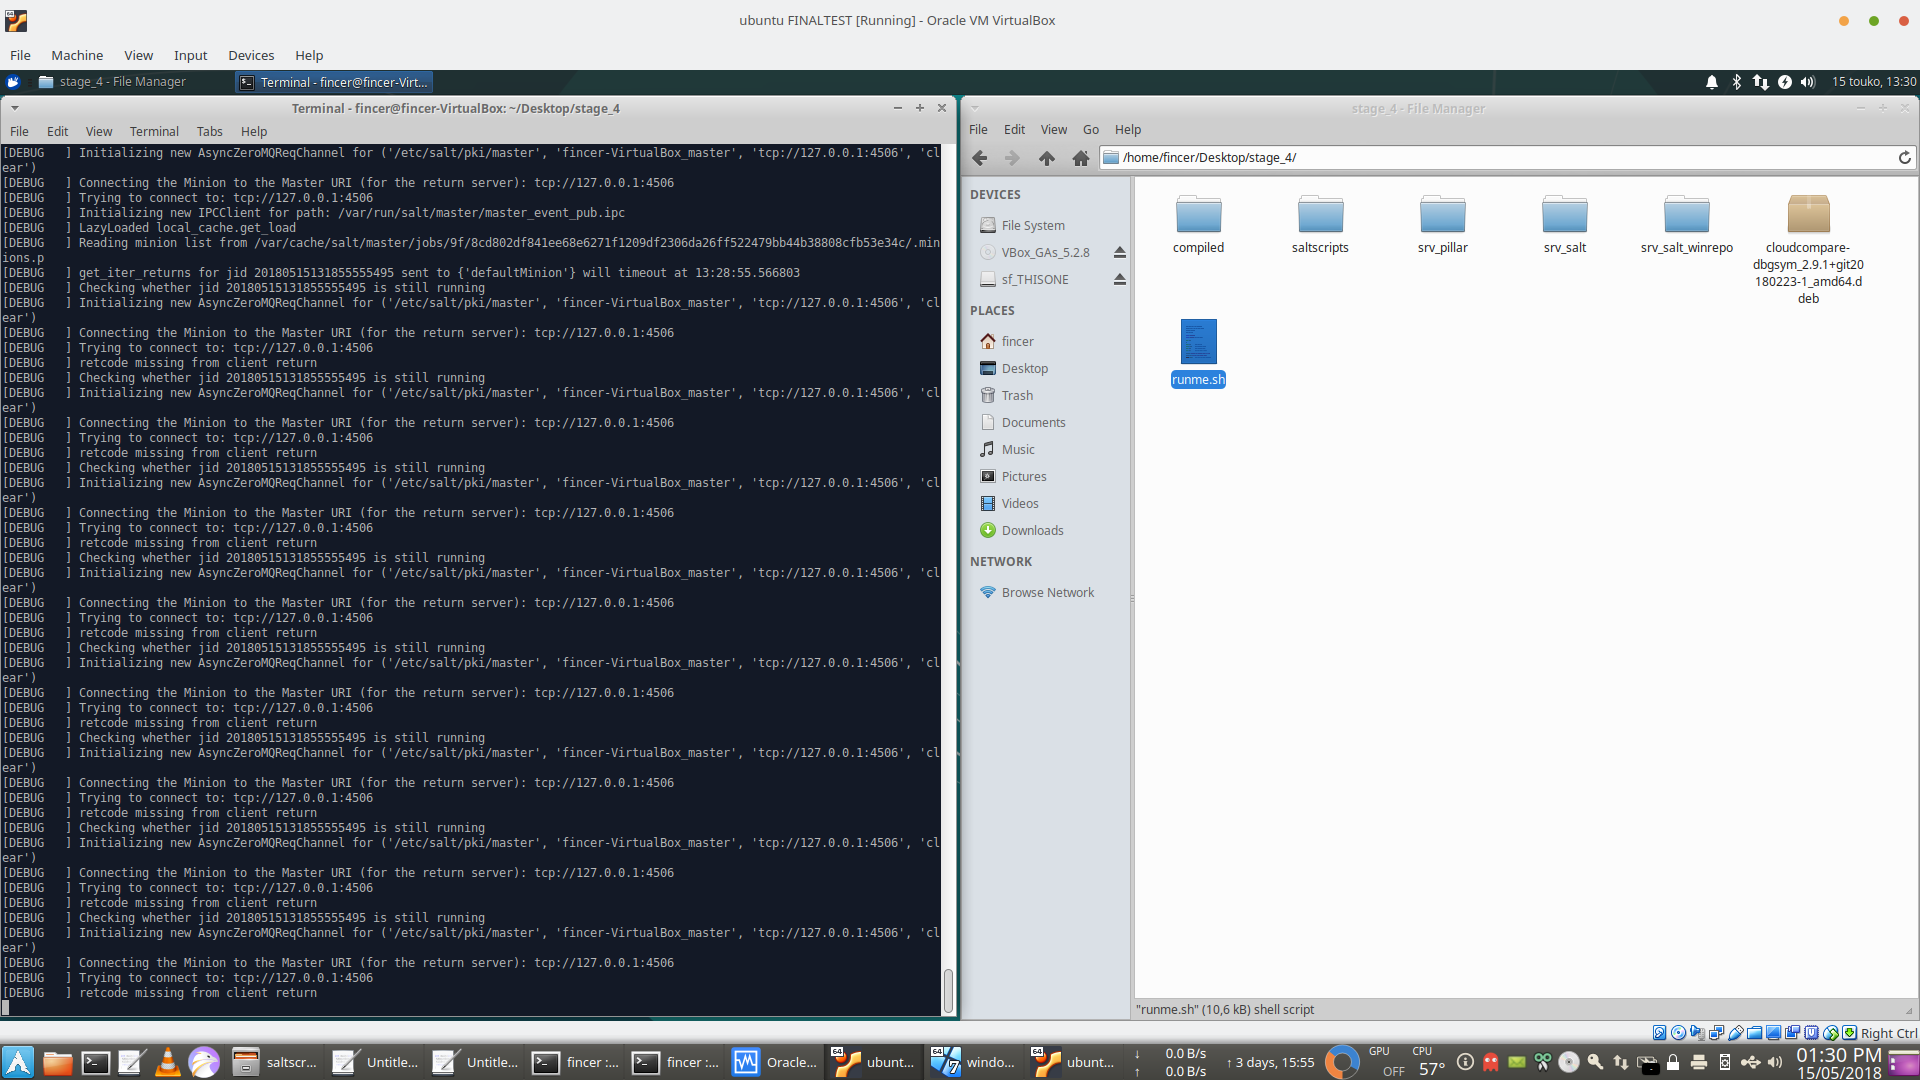 ubuntu FINALTEST [Running] - Oracle VM VirtualBox
File Machine View Input Devices Help
stage_4 - File Manager
Terminal - fincer@fincer-Virt...
15 touko, 13:30
Terminal - fincer@fincer-VirtualBox: ~/Desktop/stage_4
File Edit View Terminal Tabs Help
[DEBUG   ] Initializing new AsyncZeroMQReqChannel for ('/etc/salt/pki/master', 'fincer-VirtualBox_master', 'tcp://127.0.0.1:4506', 'cl
ear')
[DEBUG   ] Connecting the Minion to the Master URI (for the return server): tcp://127.0.0.1:4506
[DEBUG   ] Trying to connect to: tcp://127.0.0.1:4506
[DEBUG   ] Initializing new IPCClient for path: /var/run/salt/master/master_event_pub.ipc
[DEBUG   ] LazyLoaded local_cache.get_load
[DEBUG   ] Reading minion list from /var/cache/salt/master/jobs/9f/8cd802df841ee68e6271f1209df2306da26ff522479bb44b38808cfb53e34c/.min
ions.p
[DEBUG   ] get_iter_returns for jid 20180515131855555495 sent to {'defaultMinion'} will timeout at 13:28:55.566803
[DEBUG   ] Checking whether jid 20180515131855555495 is still running
[DEBUG   ] Initializing new AsyncZeroMQReqChannel for ('/etc/salt/pki/master', 'fincer-VirtualBox_master', 'tcp://127.0.0.1:4506', 'cl
ear')
[DEBUG   ] Connecting the Minion to the Master URI (for the return server): tcp://127.0.0.1:4506
[DEBUG   ] Trying to connect to: tcp://127.0.0.1:4506
[DEBUG   ] retcode missing from client return
[DEBUG   ] Checking whether jid 20180515131855555495 is still running
[DEBUG   ] Initializing new AsyncZeroMQReqChannel for ('/etc/salt/pki/master', 'fincer-VirtualBox_master', 'tcp://127.0.0.1:4506', 'cl
ear')
[DEBUG   ] Connecting the Minion to the Master URI (for the return server): tcp://127.0.0.1:4506
[DEBUG   ] Trying to connect to: tcp://127.0.0.1:4506
[DEBUG   ] retcode missing from client return
[DEBUG   ] Checking whether jid 20180515131855555495 is still running
[DEBUG   ] Initializing new AsyncZeroMQReqChannel for ('/etc/salt/pki/master', 'fincer-VirtualBox_master', 'tcp://127.0.0.1:4506', 'cl
ear')
[DEBUG   ] Connecting the Minion to the Master URI (for the return server): tcp://127.0.0.1:4506
[DEBUG   ] Trying to connect to: tcp://127.0.0.1:4506
[DEBUG   ] retcode missing from client return
[DEBUG   ] Checking whether jid 20180515131855555495 is still running
[DEBUG   ] Initializing new AsyncZeroMQReqChannel for ('/etc/salt/pki/master', 'fincer-VirtualBox_master', 'tcp://127.0.0.1:4506', 'cl
ear')
[DEBUG   ] Connecting the Minion to the Master URI (for the return server): tcp://127.0.0.1:4506
[DEBUG   ] Trying to connect to: tcp://127.0.0.1:4506
[DEBUG   ] retcode missing from client return
[DEBUG   ] Checking whether jid 20180515131855555495 is still running
[DEBUG   ] Initializing new AsyncZeroMQReqChannel for ('/etc/salt/pki/master', 'fincer-VirtualBox_master', 'tcp://127.0.0.1:4506', 'cl
ear')
[DEBUG   ] Connecting the Minion to the Master URI (for the return server): tcp://127.0.0.1:4506
[DEBUG   ] Trying to connect to: tcp://127.0.0.1:4506
[DEBUG   ] retcode missing from client return
[DEBUG   ] Checking whether jid 20180515131855555495 is still running
[DEBUG   ] Initializing new AsyncZeroMQReqChannel for ('/etc/salt/pki/master', 'fincer-VirtualBox_master', 'tcp://127.0.0.1:4506', 'cl
ear')
[DEBUG   ] Connecting the Minion to the Master URI (for the return server): tcp://127.0.0.1:4506
[DEBUG   ] Trying to connect to: tcp://127.0.0.1:4506
[DEBUG   ] retcode missing from client return
[DEBUG   ] Checking whether jid 20180515131855555495 is still running
[DEBUG   ] Initializing new AsyncZeroMQReqChannel for ('/etc/salt/pki/master', 'fincer-VirtualBox_master', 'tcp://127.0.0.1:4506', 'cl
ear')
[DEBUG   ] Connecting the Minion to the Master URI (for the return server): tcp://127.0.0.1:4506
[DEBUG   ] Trying to connect to: tcp://127.0.0.1:4506
[DEBUG   ] retcode missing from client return
[DEBUG   ] Checking whether jid 20180515131855555495 is still running
[DEBUG   ] Initializing new AsyncZeroMQReqChannel for ('/etc/salt/pki/master', 'fincer-VirtualBox_master', 'tcp://127.0.0.1:4506', 'cl
ear')
[DEBUG   ] Connecting the Minion to the Master URI (for the return server): tcp://127.0.0.1:4506
[DEBUG   ] Trying to connect to: tcp://127.0.0.1:4506
[DEBUG   ] retcode missing from client return
stage_4 - File Manager
File Edit View Go Help
/home/fincer/Desktop/stage_4/
DEVICES
File System
VBox_GAs_5.2.8
sf_THISONE
PLACES
fincer
Desktop
Trash
Documents
Music
Pictures
Videos
Downloads
NETWORK
Browse Network
compiled
saltscripts
srv_pillar
srv_salt
srv_salt_winrepo
cloudcompare-
dbgsym_2.9.1+git20
180223-1_amd64.d
deb
runme.sh
"runme.sh" (10,6 kB) shell script
Right Ctrl
saltscr...
Untitle...
Untitle...
fincer :...
fincer :...
Oracle...
64
ubunt...
64
7
windo...
64
ubunt...
↓ 0.0 B/s
↑ 0.0 B/s
↑ 3 days, 15:55
GPU
OFF
CPU
57°
01:30 PM
15/05/2018